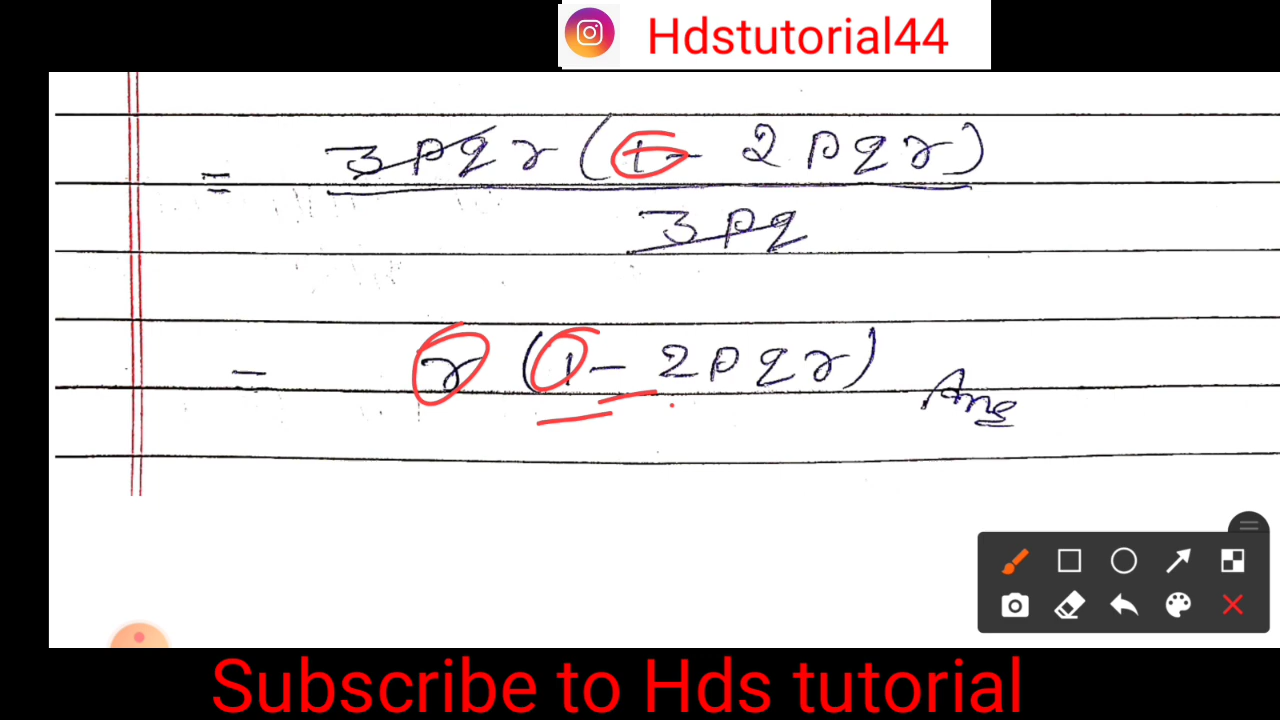 Hdstutorial44
= 3pqr (1 - 2pqr)
3pq
= r (1 - 2pqr) Ans
Subscribe to Hds tutorial